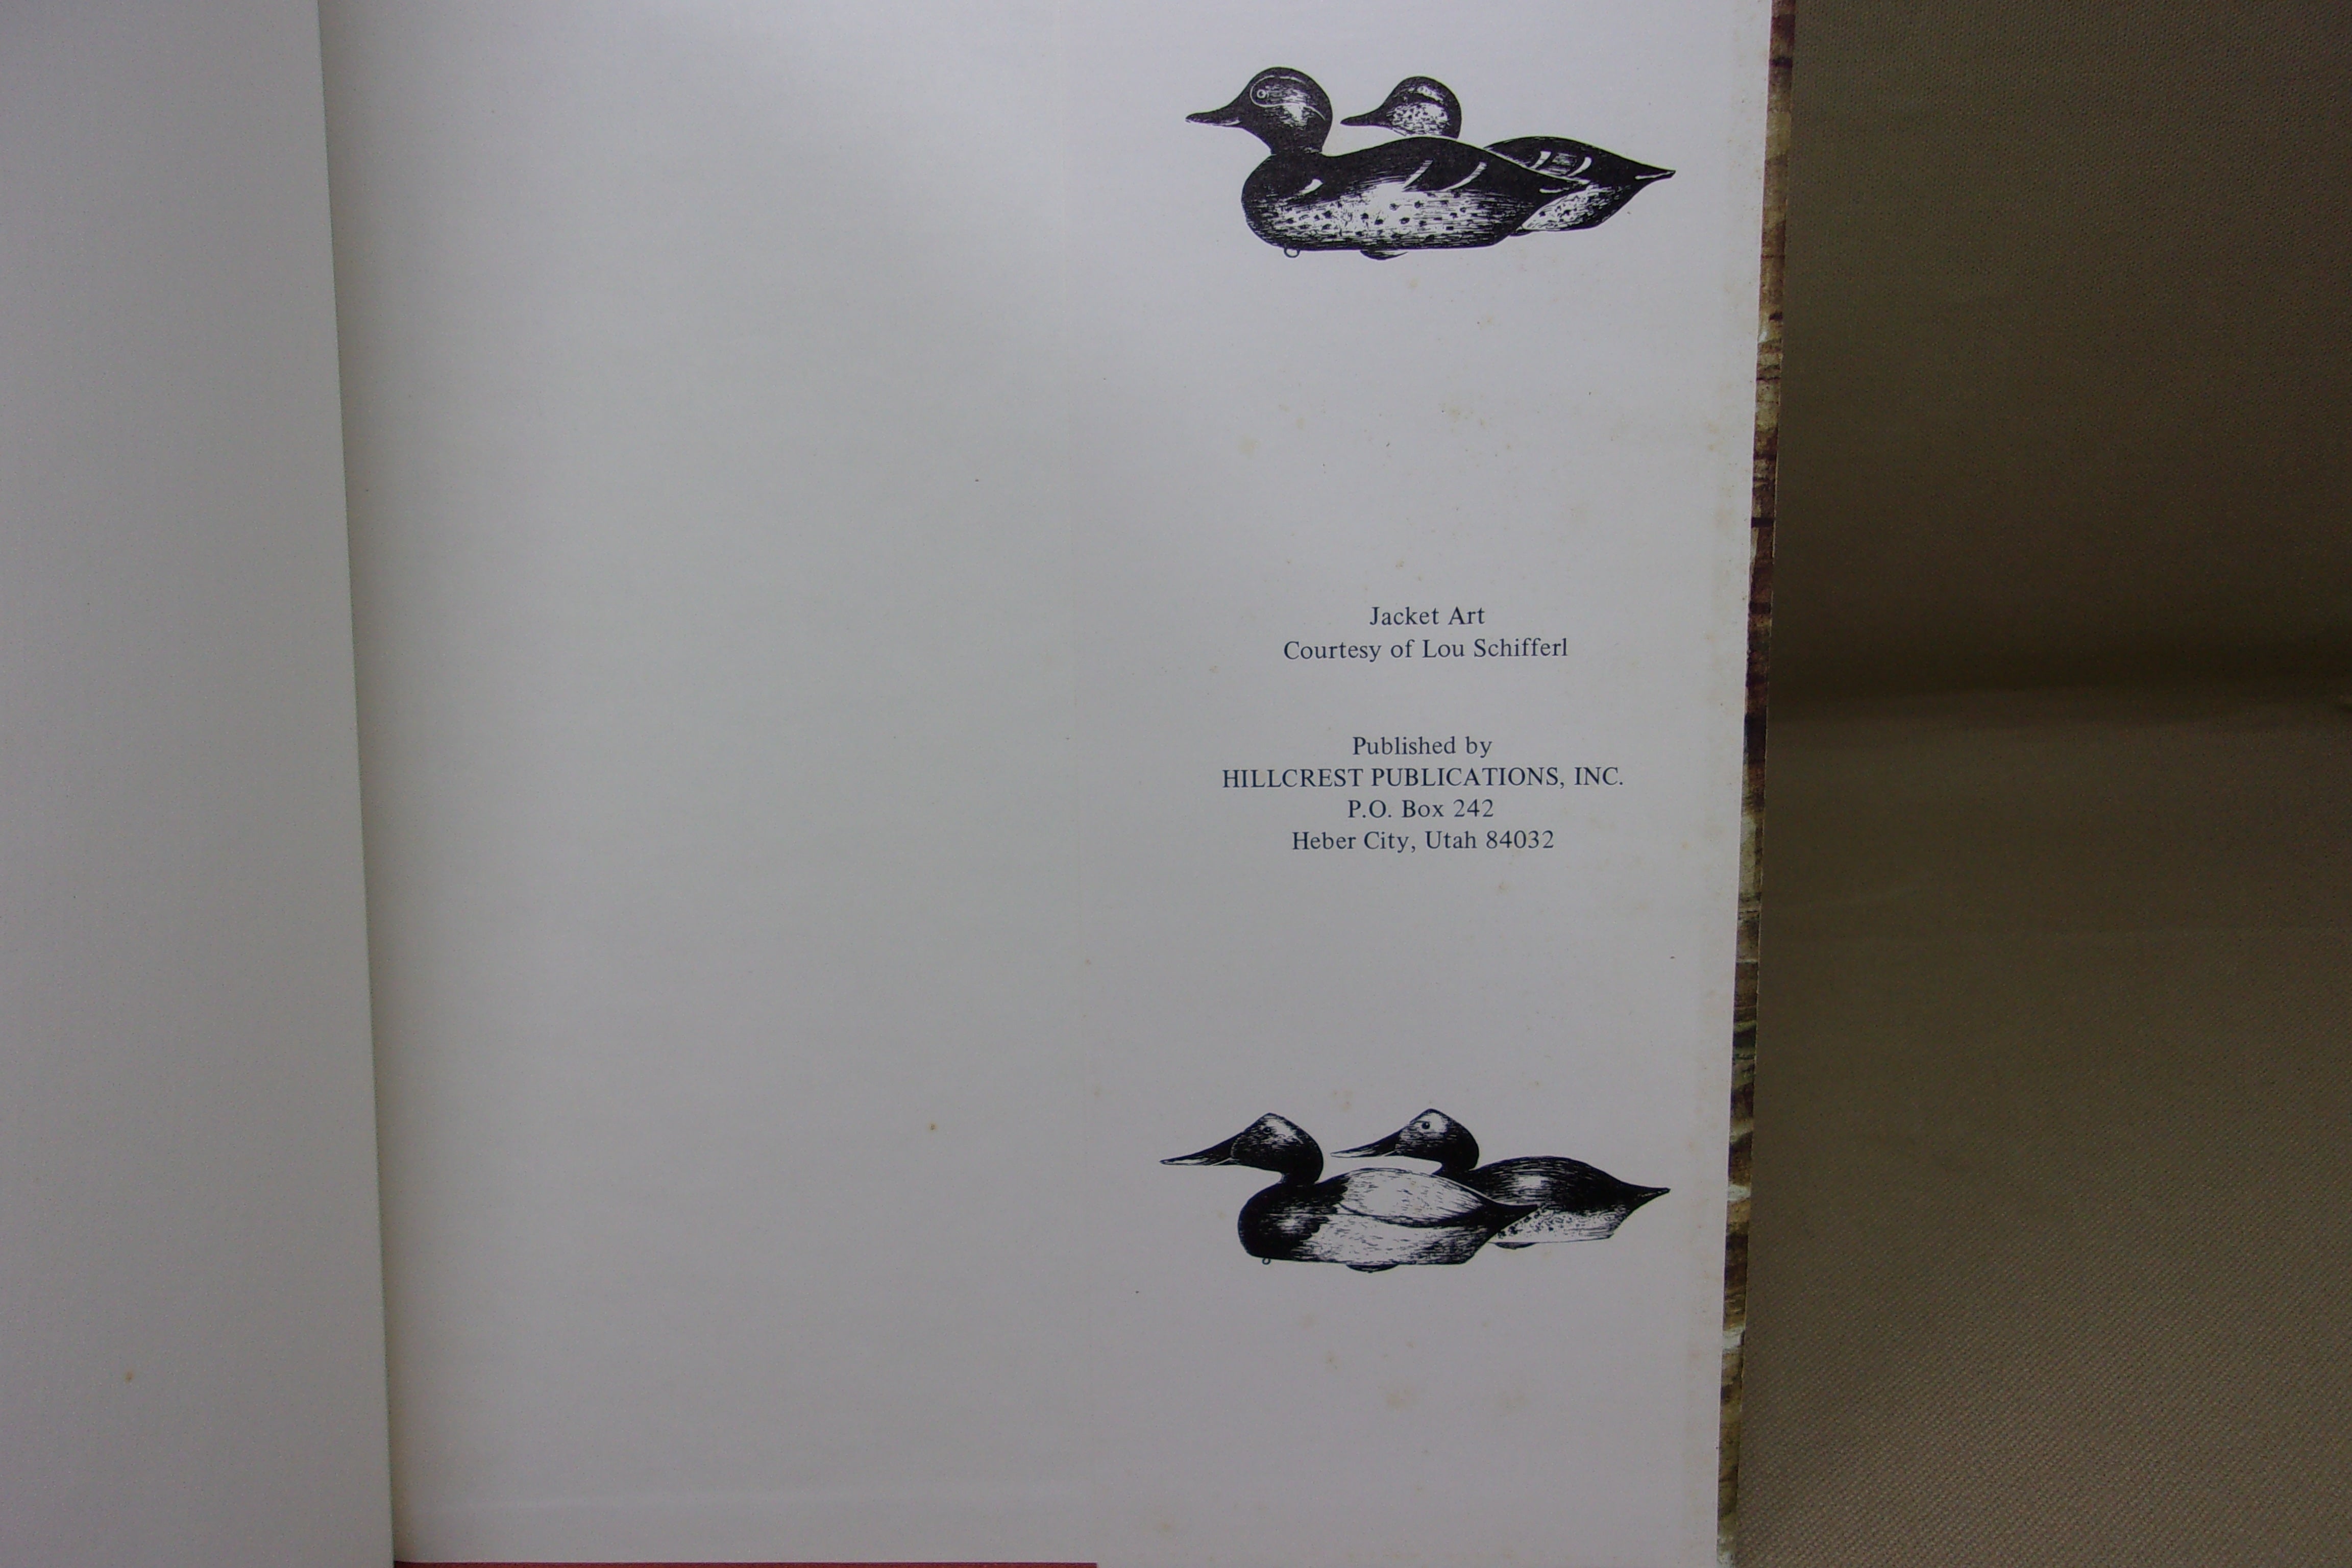 Jacket Art
Courtesy of Lou Schifferl
Published by
HILLCREST PUBLICATIONS, INC.
P.O. Box 242
Heber City, Utah 84032